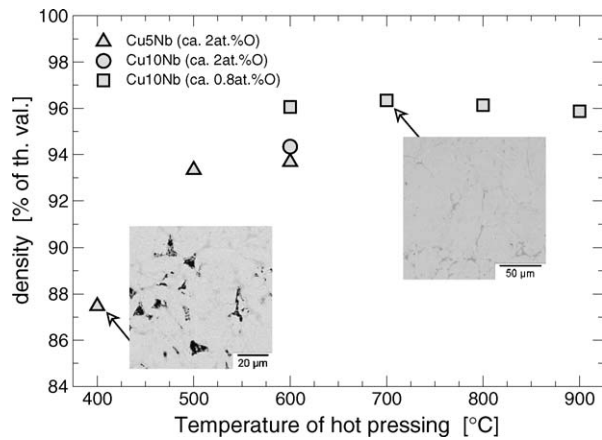 100
98
96
94
92
90
88
86
84
density [% of th. val.]
Cu5Nb (ca. 2at.%O)
Cu10Nb (ca. 2at.%O)
Cu10Nb (ca. 0.8at.%O)
50 µm
20 µm
400 500 600 700 800 900
Temperature of hot pressing [°C]